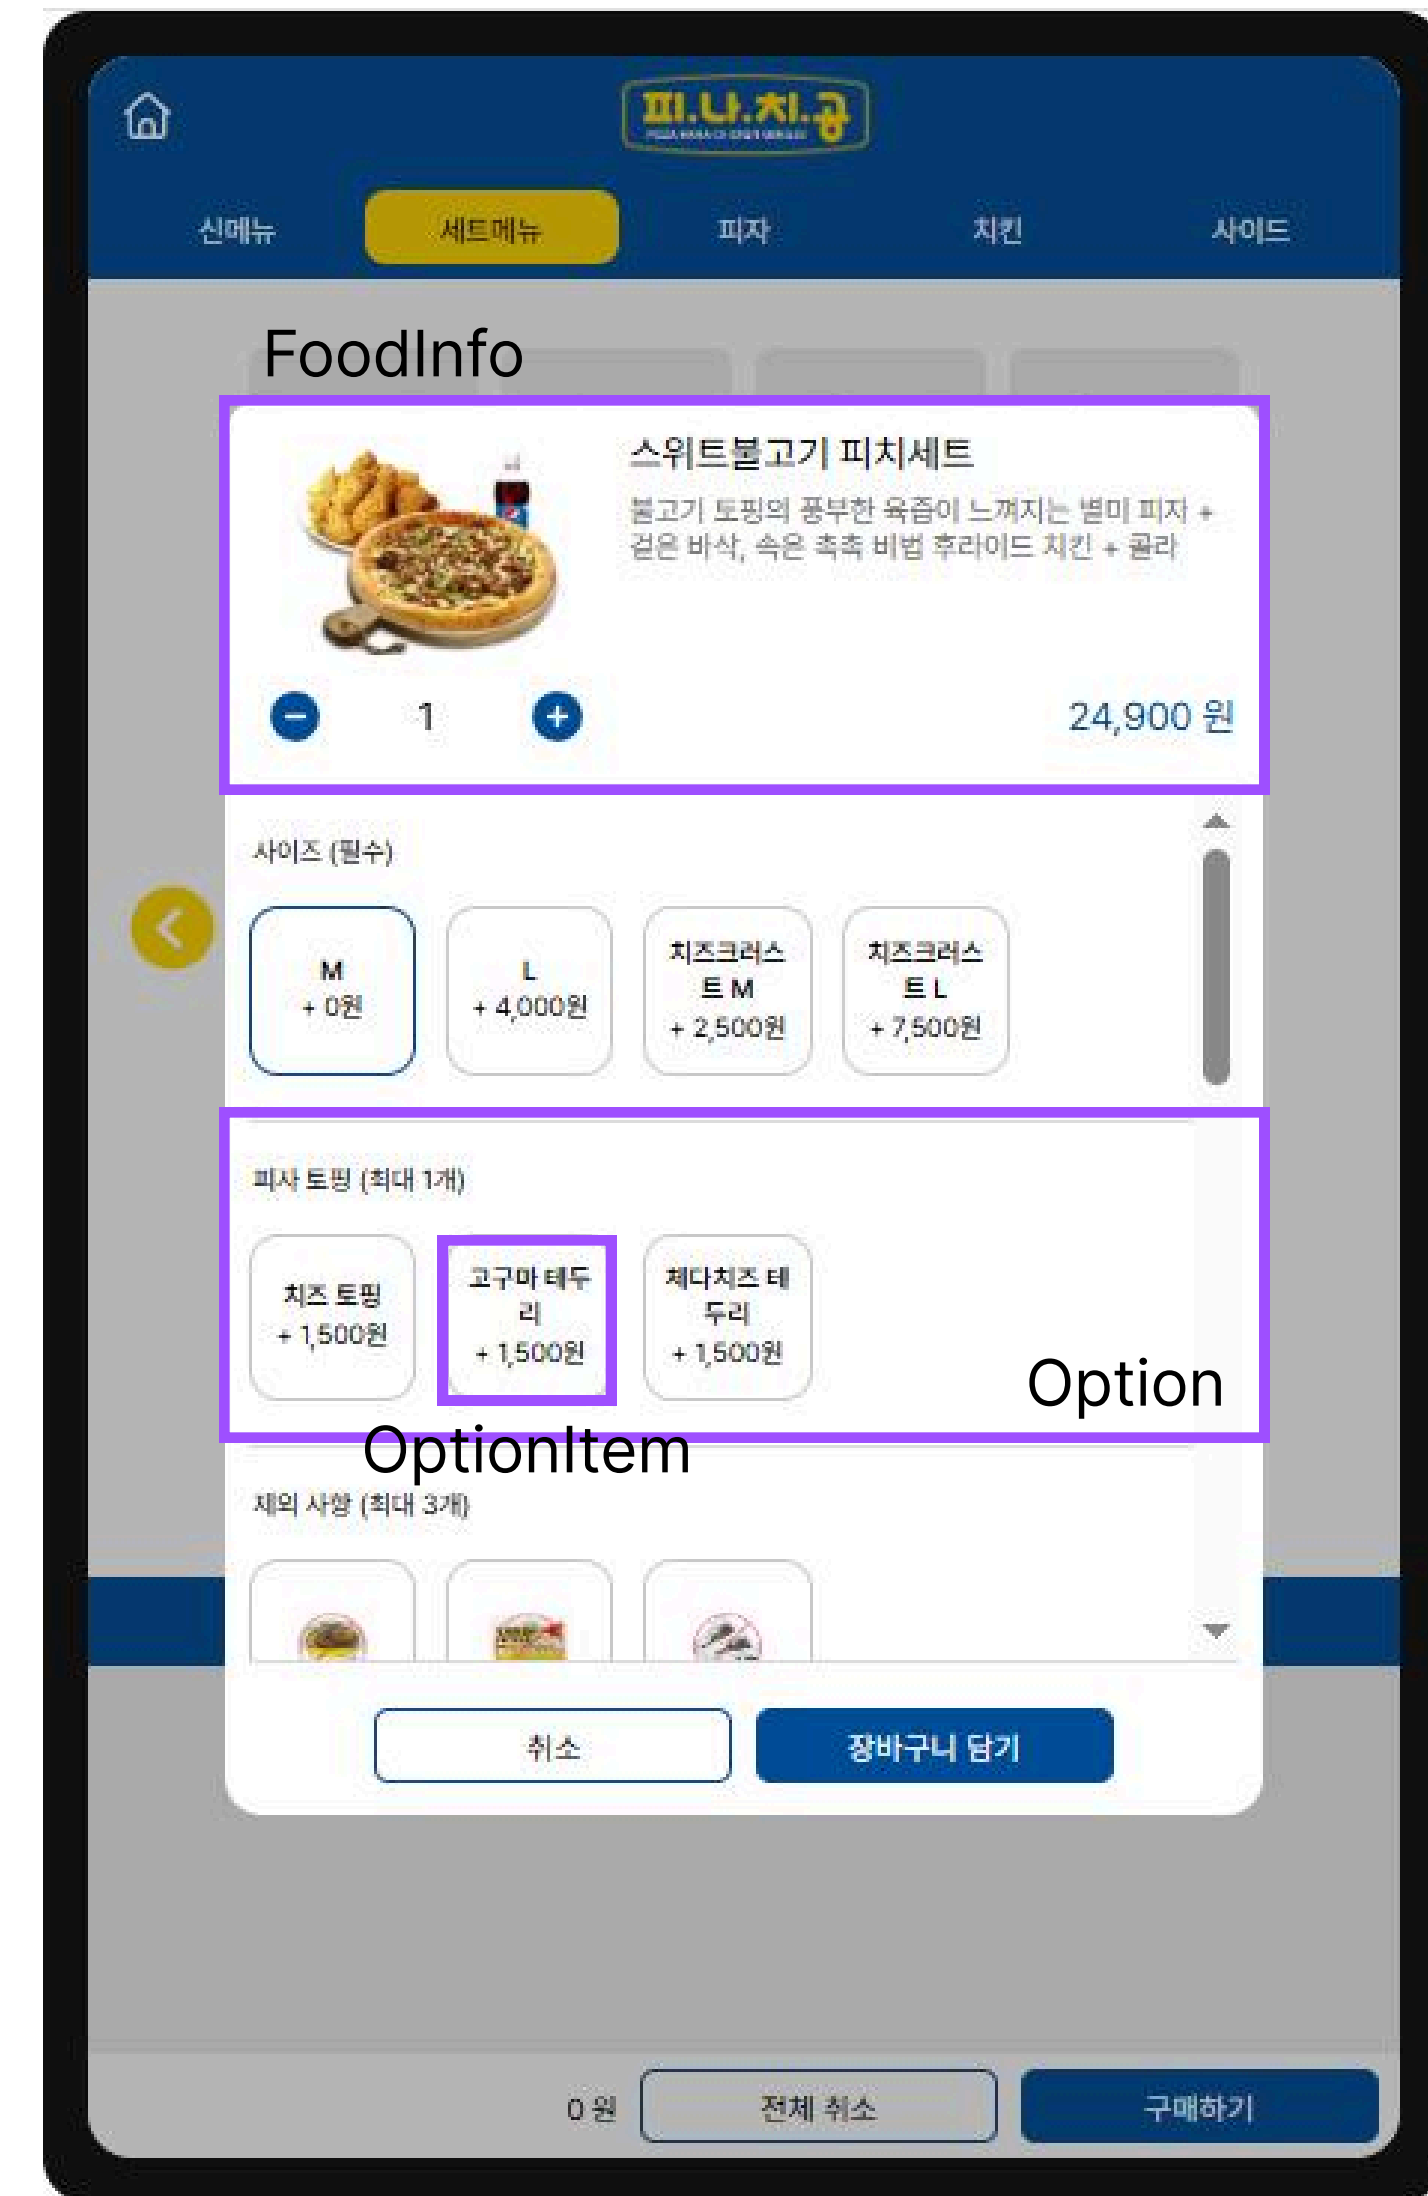 피.나.치.공
신메뉴 세트메뉴 피자 치킨 사이드
FoodInfo
스위트불고기 피치세트
불고기 토핑의 풍부한 육즙이 느껴지는 별미 피자 +
겉은 바삭, 속은 촉촉 비법 후라이드 치킨 + 콜라
1
24,900 원
사이즈 (필수)
M
+ 0원
L
+ 4,000원
치즈크러스
트 M
+ 2,500원
치즈크러스
트 L
+ 7,500원
피자 토핑 (최대 1개)
치즈 토핑
+ 1,500원
고구마 테두
리
+ 1,500원
체다치즈 테
두리
+ 1,500원
Option
OptionItem
제외 사항 (최대 3개)
취소
장바구니 담기
0 원
전체 취소
구매하기